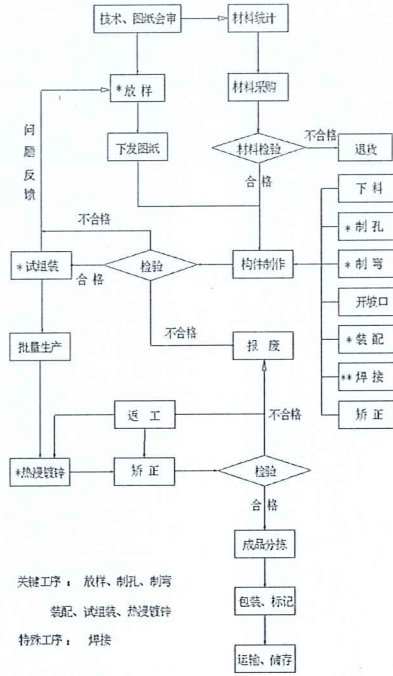 技术、图纸会审
材料统计
*放样
材料采购
问题反馈
下发图纸
材料检验
不合格
退货
合格
下料
不合格
*制孔
*试组装
合格
检验
构件制作
*制弯
开坡口
批量生产
不合格
报废
*装配
**焊接
返工
不合格
矫正
*热浸镀锌
矫正
检验
合格
成品分拣
关键工序： 放样、制孔、制弯
包装、标记
装配、试组装、热浸镀锌
特殊工序： 焊接
运输、储存